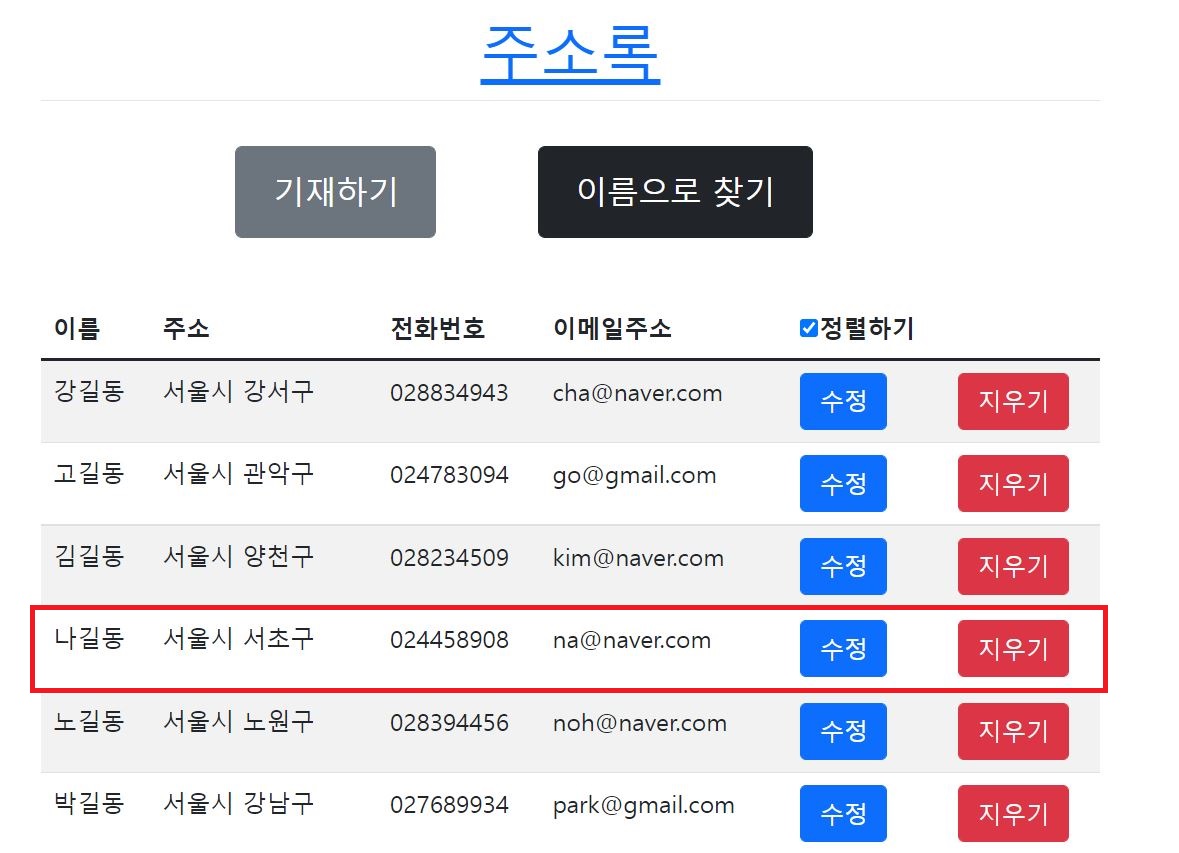 주소록
기재하기 이름으로 찾기
이름 주소 전화번호 이메일주소 정렬하기
강길동 서울시 강서구 028834943 cha@naver.com 수정 지우기
고길동 서울시 관악구 024783094 go@gmail.com 수정 지우기
김길동 서울시 양천구 028234509 kim@naver.com 수정 지우기
나길동 서울시 서초구 024458908 na@naver.com 수정 지우기
노길동 서울시 노원구 028394456 noh@naver.com 수정 지우기
박길동 서울시 강남구 027689934 park@gmail.com 수정 지우기